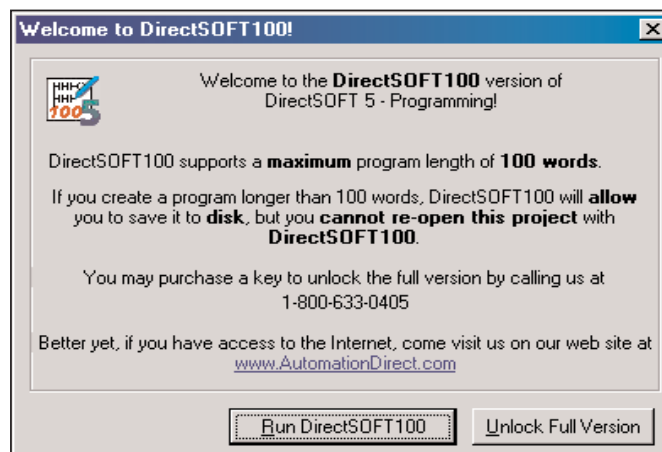 Welcome to DirectSOFT100!
Welcome to the DirectSOFT100 version of
DirectSOFT 5 - Programming!
100
5
DirectSOFT100 supports a maximum program length of 100 words.
If you create a program longer than 100 words, DirectSOFT100 will allow
you to save it to disk, but you cannot re-open this project with
DirectSOFT100.
You may purchase a key to unlock the full version by calling us at
1-800-633-0405
Better yet, if you have access to the Internet, come visit us on our web site at
www.AutomationDirect.com
Run DirectSOFT100
Unlock Full Version